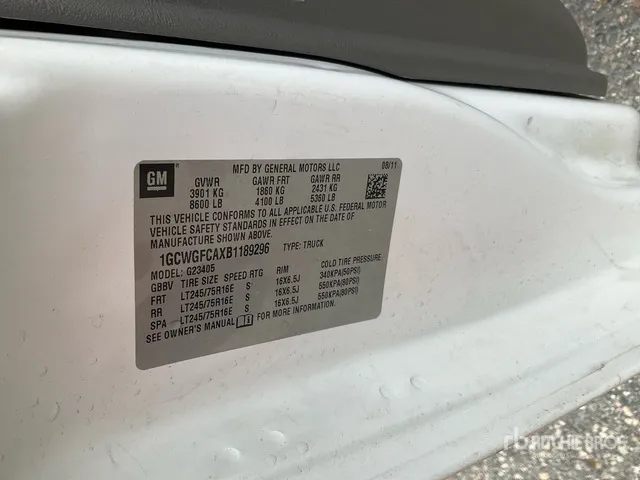 GM
MFD BY GENERAL MOTORS LLC 08/11
GVWR GAWR FRT GAWR RR
3901 KG 1860 KG 2431 KG
8600 LB 4100 LB 5360 LB
THIS VEHICLE CONFORMS TO ALL APPLICABLE U.S. FEDERAL MOTOR
VEHICLE SAFETY STANDARDS IN EFFECT ON THE DATE OF
MANUFACTURE SHOWN ABOVE.
1GCWGFCAXB1189296 TYPE: TRUCK
MODEL: G23405
GBBV TIRE SIZE SPEED RTG RIM COLD TIRE PRESSURE
FRT LT245/75R16E S 16X6.5J 340KPA(50PSI)
RR LT245/75R16E S 16X6.5J 550KPA(80PSI)
SPA LT245/75R16E S 16X6.5J 550KPA(80PSI)
SEE OWNER'S MANUAL FOR MORE INFORMATION.
rb RITCHIE BROS